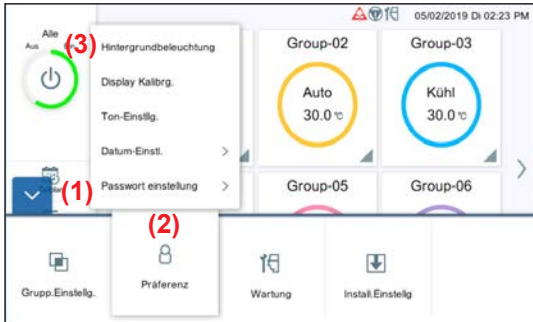 05/02/2019 Di 02:23 PM
Alle
Aus
(3)
Hintergrundbeleuchtung
Display Kalibrg.
Ton-Einstllg.
Datum-Einstl. >
Passwort einstellung >
Group-02
Auto
30.0 ℃
Group-03
Kühl
30.0 ℃
>
Group-05
Group-06
(1)
(2)
Grupp.Einstellg.
Präferenz
Wartung
Install.Einstellg